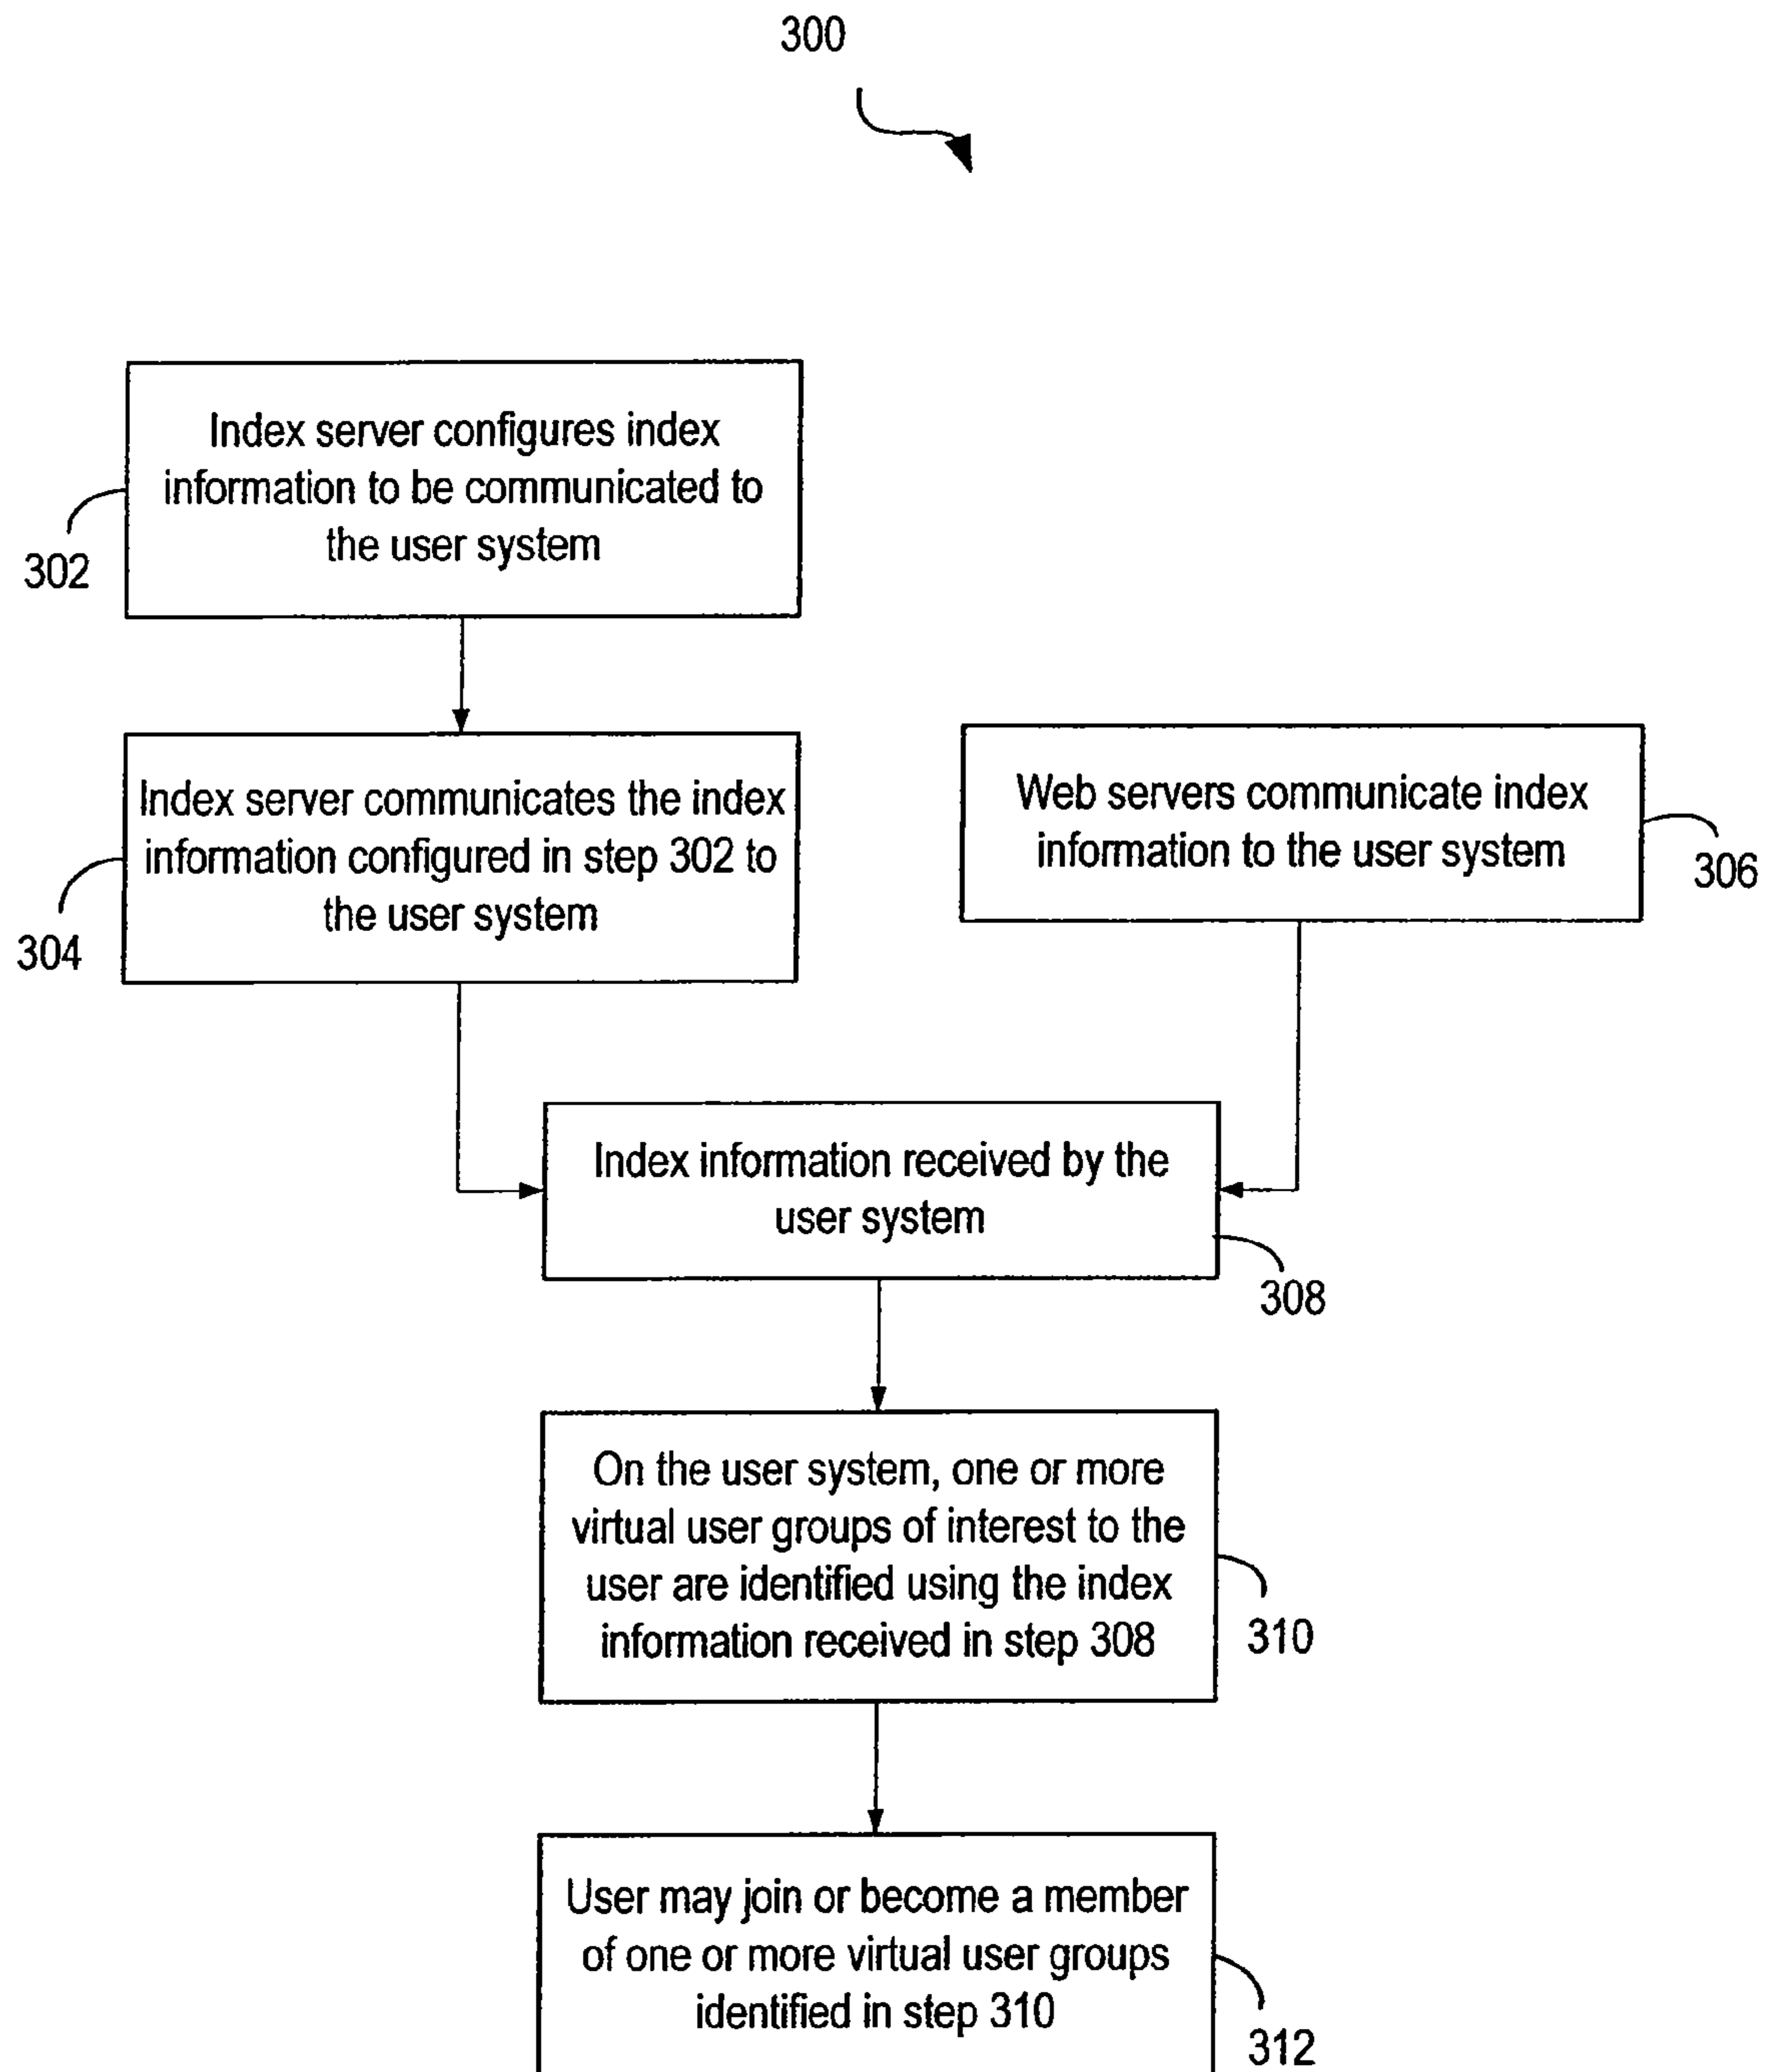 300
Index server configures index
information to be communicated to
the user system
302
Index server communicates the index
information configured in step 302 to
the user system
304
Web servers communicate index
information to the user system
306
Index information received by the
user system
308
On the user system, one or more
virtual user groups of interest to the
user are identified using the index
information received in step 308
310
User may join or become a member
of one or more virtual user groups
identified in step 310
312